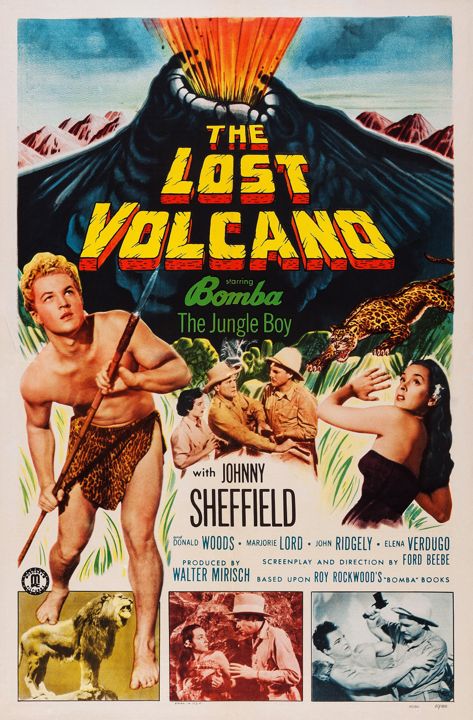 THE
LOST
VOLCANO
starring
Bomba
The Jungle Boy
with JOHNNY
SHEFFIELD
and DONALD WOODS • MARJORIE LORD • JOHN RIDGELY • ELENA VERDUGO
PRODUCED BY WALTER MIRISCH
SCREENPLAY AND DIRECTION BY FORD BEEBE
BASED UPON ROY ROCKWOOD'S "BOMBA" BOOKS